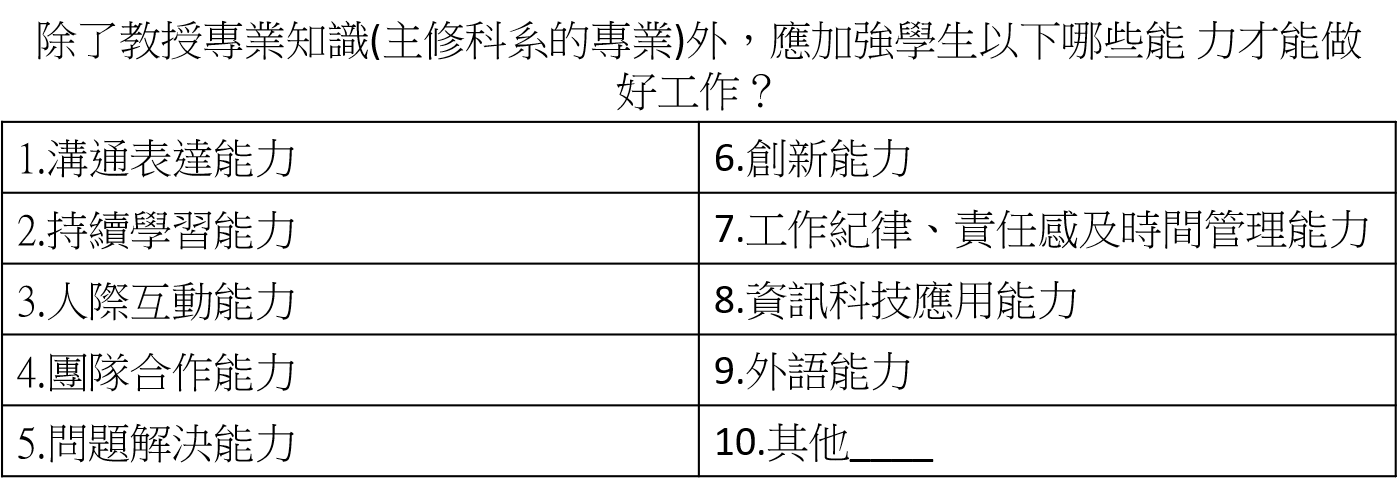 除了教授專業知識(主修科系的專業)外，應加強學生以下哪些能 力才能做
好工作？
1.溝通表達能力
6.創新能力
2.持續學習能力
7.工作紀律、責任感及時間管理能力
3.人際互動能力
8.資訊科技應用能力
4.團隊合作能力
9.外語能力
5.問題解決能力
10.其他____